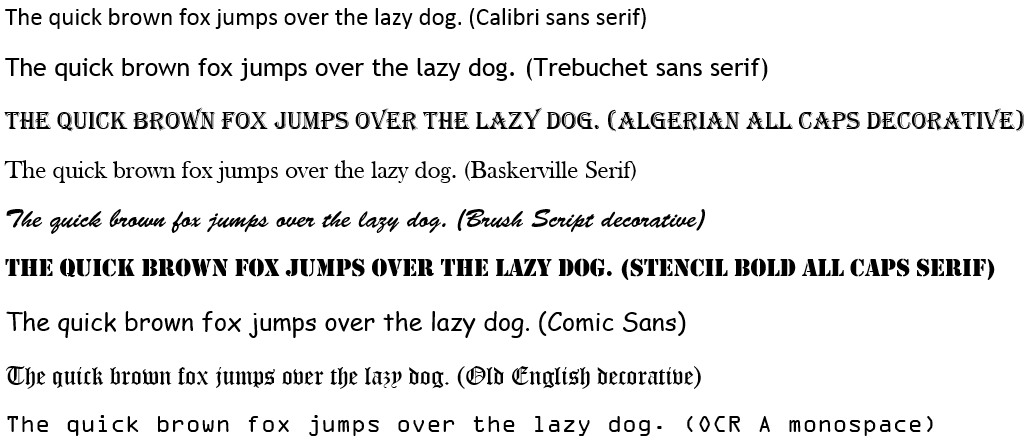 The quick brown fox jumps over the lazy dog. (Calibri sans serif)
The quick brown fox jumps over the lazy dog. (Trebuchet sans serif)
THE QUICK BROWN FOX JUMPS OVER THE LAZY DOG. (ALGERIAN ALL CAPS DECORATIVE)
The quick brown fox jumps over the lazy dog. (Baskerville Serif)
The quick brown fox jumps over the lazy dog. (Brush Script decorative)
THE QUICK BROWN FOX JUMPS OVER THE LAZY DOG. (STENCIL BOLD ALL CAPS SERIF)
The quick brown fox jumps over the lazy dog. (Comic Sans)
The quick brown fox jumps over the lazy dog. (Old English decorative)
The quick brown fox jumps over the lazy dog. (OCR A monospace)